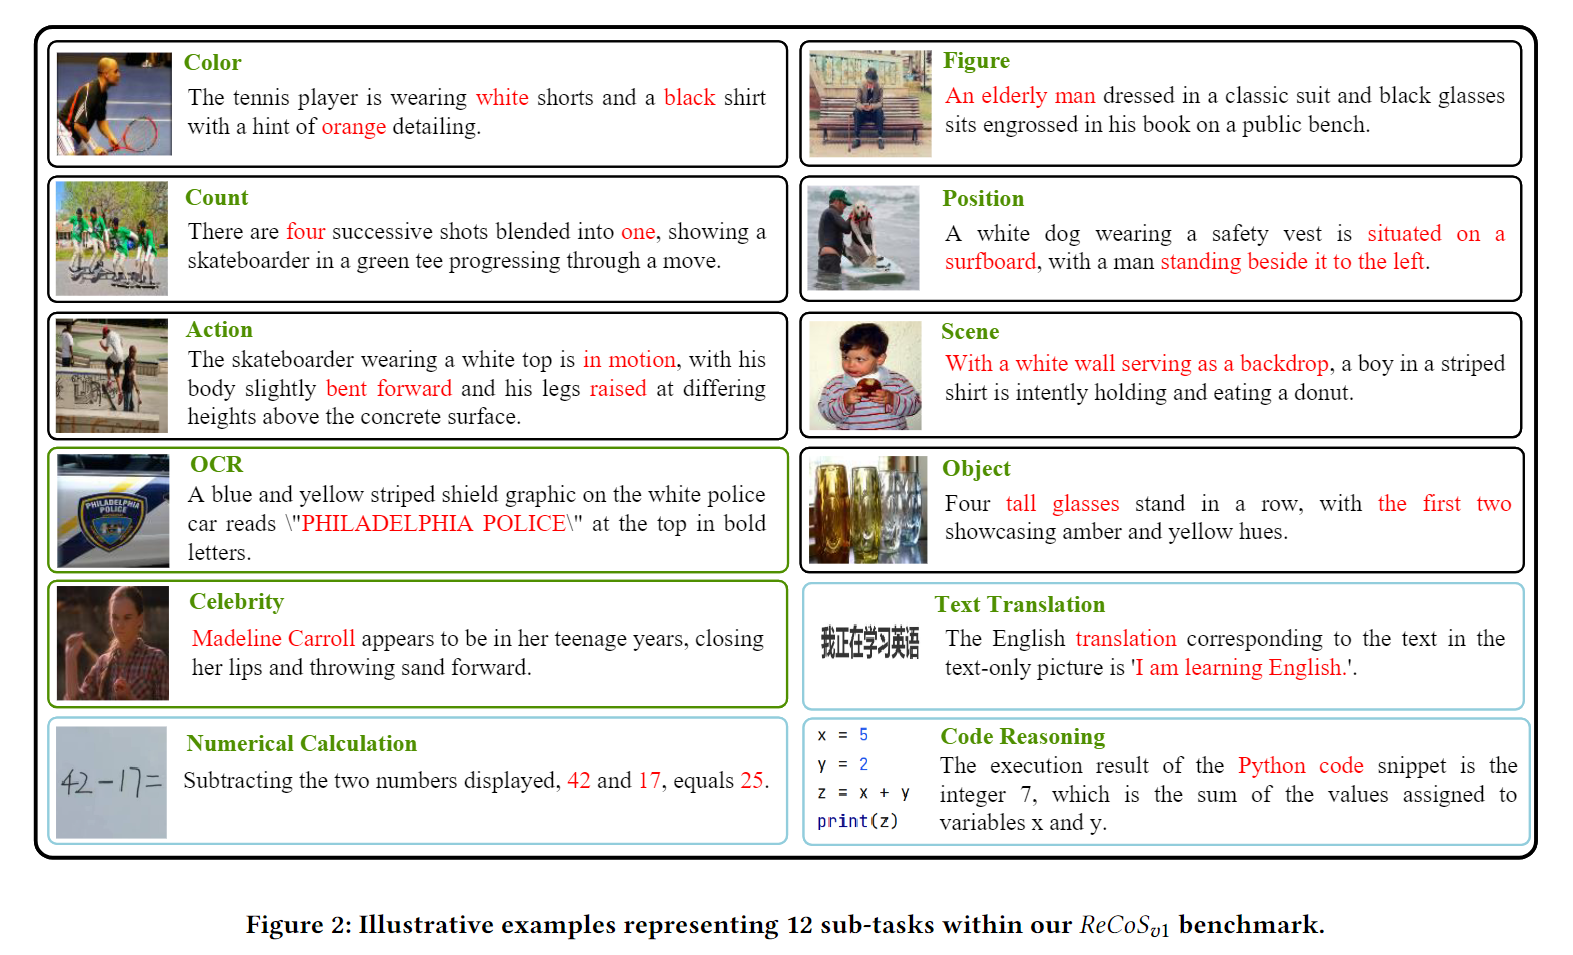 Color
The tennis player is wearing white shorts and a black shirt
with a hint of orange detailing.
Figure
An elderly man dressed in a classic suit and black glasses
sits engrossed in his book on a public bench.
Count
There are four successive shots blended into one, showing a
skateboarder in a green tee progressing through a move.
Position
A white dog wearing a safety vest is situated on a
surfboard, with a man standing beside it to the left.
Action
The skateboarder wearing a white top is in motion, with his
body slightly bent forward and his legs raised at differing
heights above the concrete surface.
Scene
With a white wall serving as a backdrop, a boy in a striped
shirt is intently holding and eating a donut.
PHILADELPHIA
POLICE
OCR
A blue and yellow striped shield graphic on the white police
car reads \"PHILADELPHIA POLICE\" at the top in bold
letters.
Object
Four tall glasses stand in a row, with the first two
showcasing amber and yellow hues.
Celebrity
Madeline Carroll appears to be in her teenage years, closing
her lips and throwing sand forward.
我正在学习英语
Text Translation
The English translation corresponding to the text in the
text-only picture is 'I am learning English.'.
42-17=
Numerical Calculation
Subtracting the two numbers displayed, 42 and 17, equals 25.
x = 5
y = 2
z = x + y
print(z)
Code Reasoning
The execution result of the Python code snippet is the
integer 7, which is the sum of the values assigned to
variables x and y.
Figure 2: Illustrative examples representing 12 sub-tasks within our ReCoSv1 benchmark.